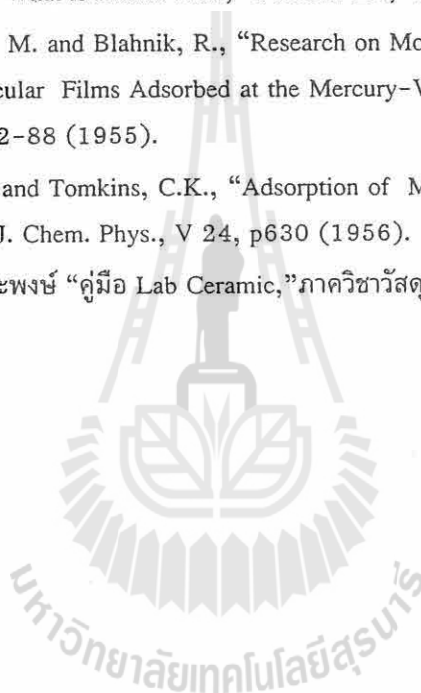 M. and Blahnik, R., “Research on Mo
cular Films Adsorbed at the Mercury-V
2-88 (1955).
and Tomkins, C.K., “Adsorption of M
J. Chem. Phys., V 24, p630 (1956).
ะพงษ์ “คู่มือ Lab Ceramic,”ภาควิชาวัสดุ
มหาวิทยาลัยเทคโนโลยีสุรนารี